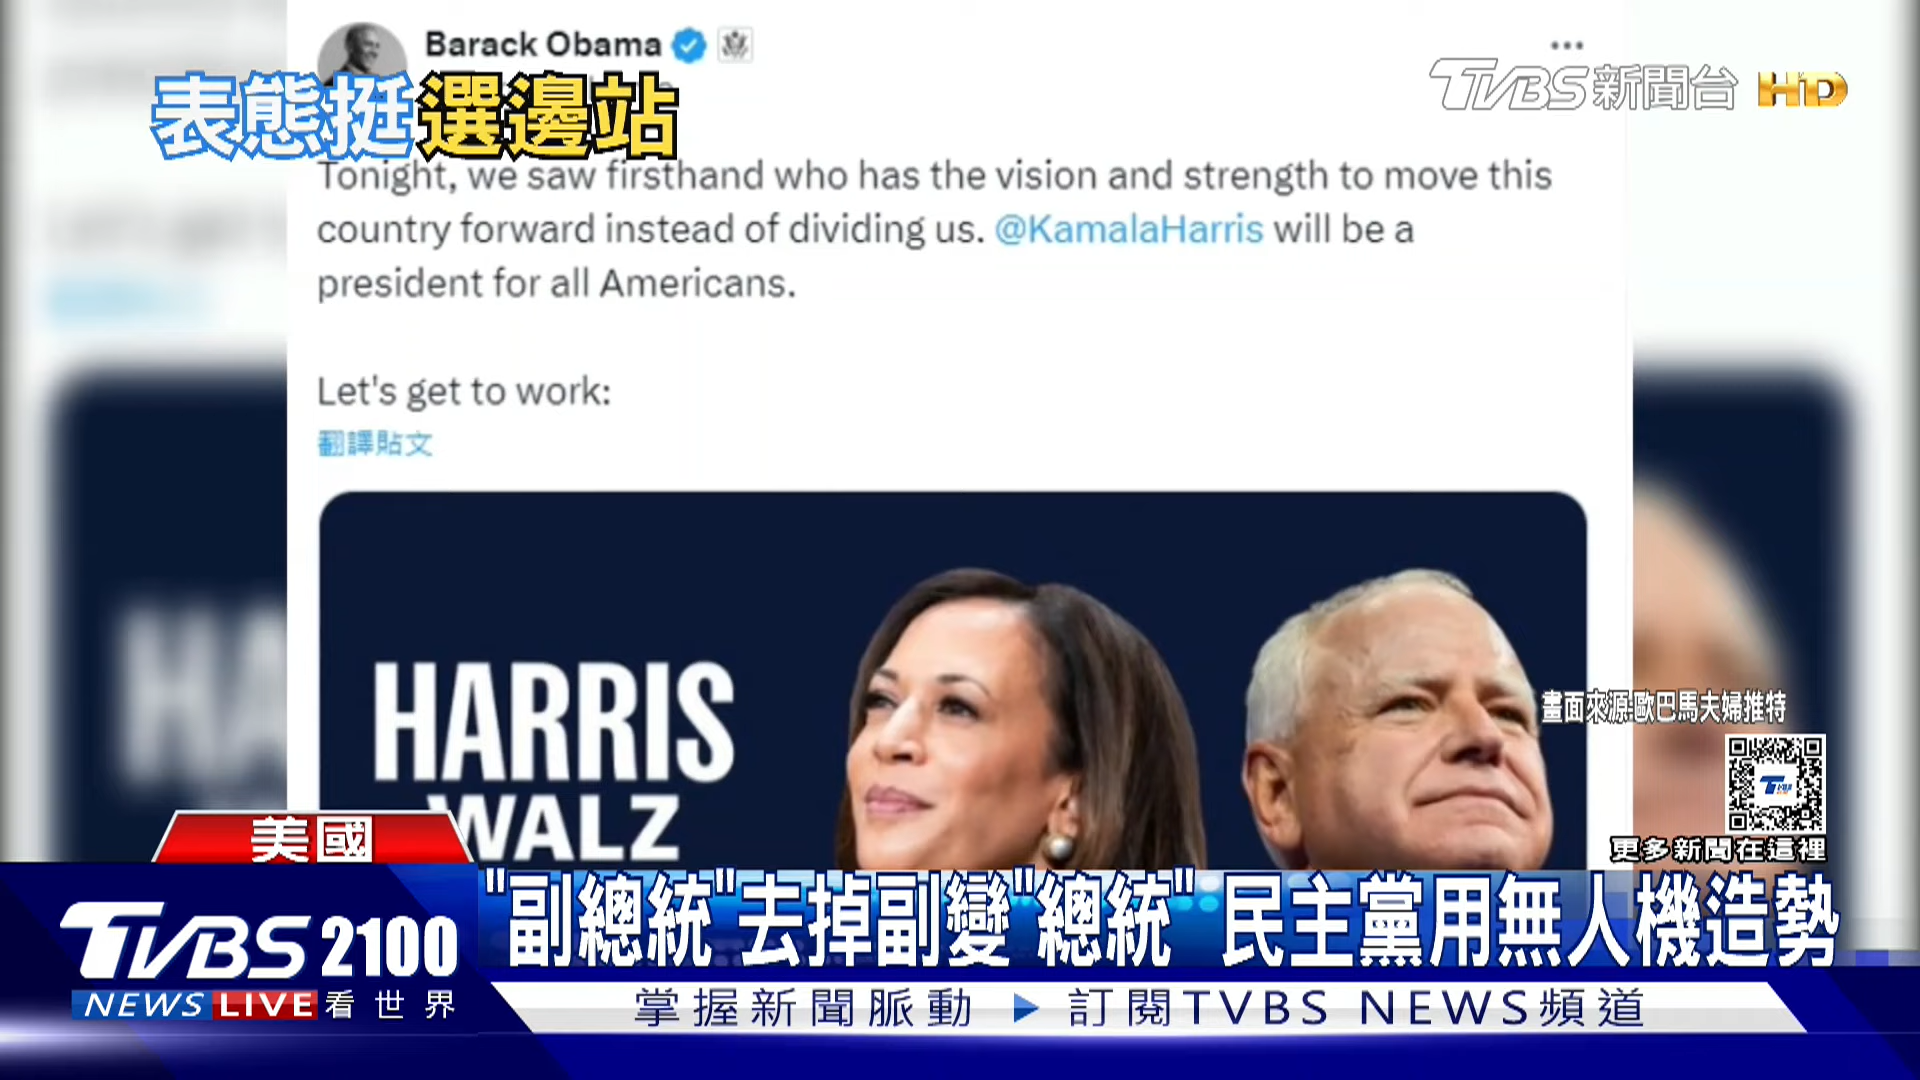 Barack Obama
TVBS新聞台 HD
表態挺選邊站
Tonight, we saw firsthand who has the vision and strength to move this
country forward instead of dividing us. @KamalaHarris will be a
president for all Americans.
Let's get to work:
翻譯貼文
HARRIS
WALZ
畫面來源:歐巴馬夫婦推特
TVBS
更多新聞在這裡
美國
"副總統"去掉副變"總統" 民主黨用無人機造勢
TVBS 2100
NEWS LIVE 看世界
掌握新聞脈動 ▶ 訂閱TVBS NEWS頻道